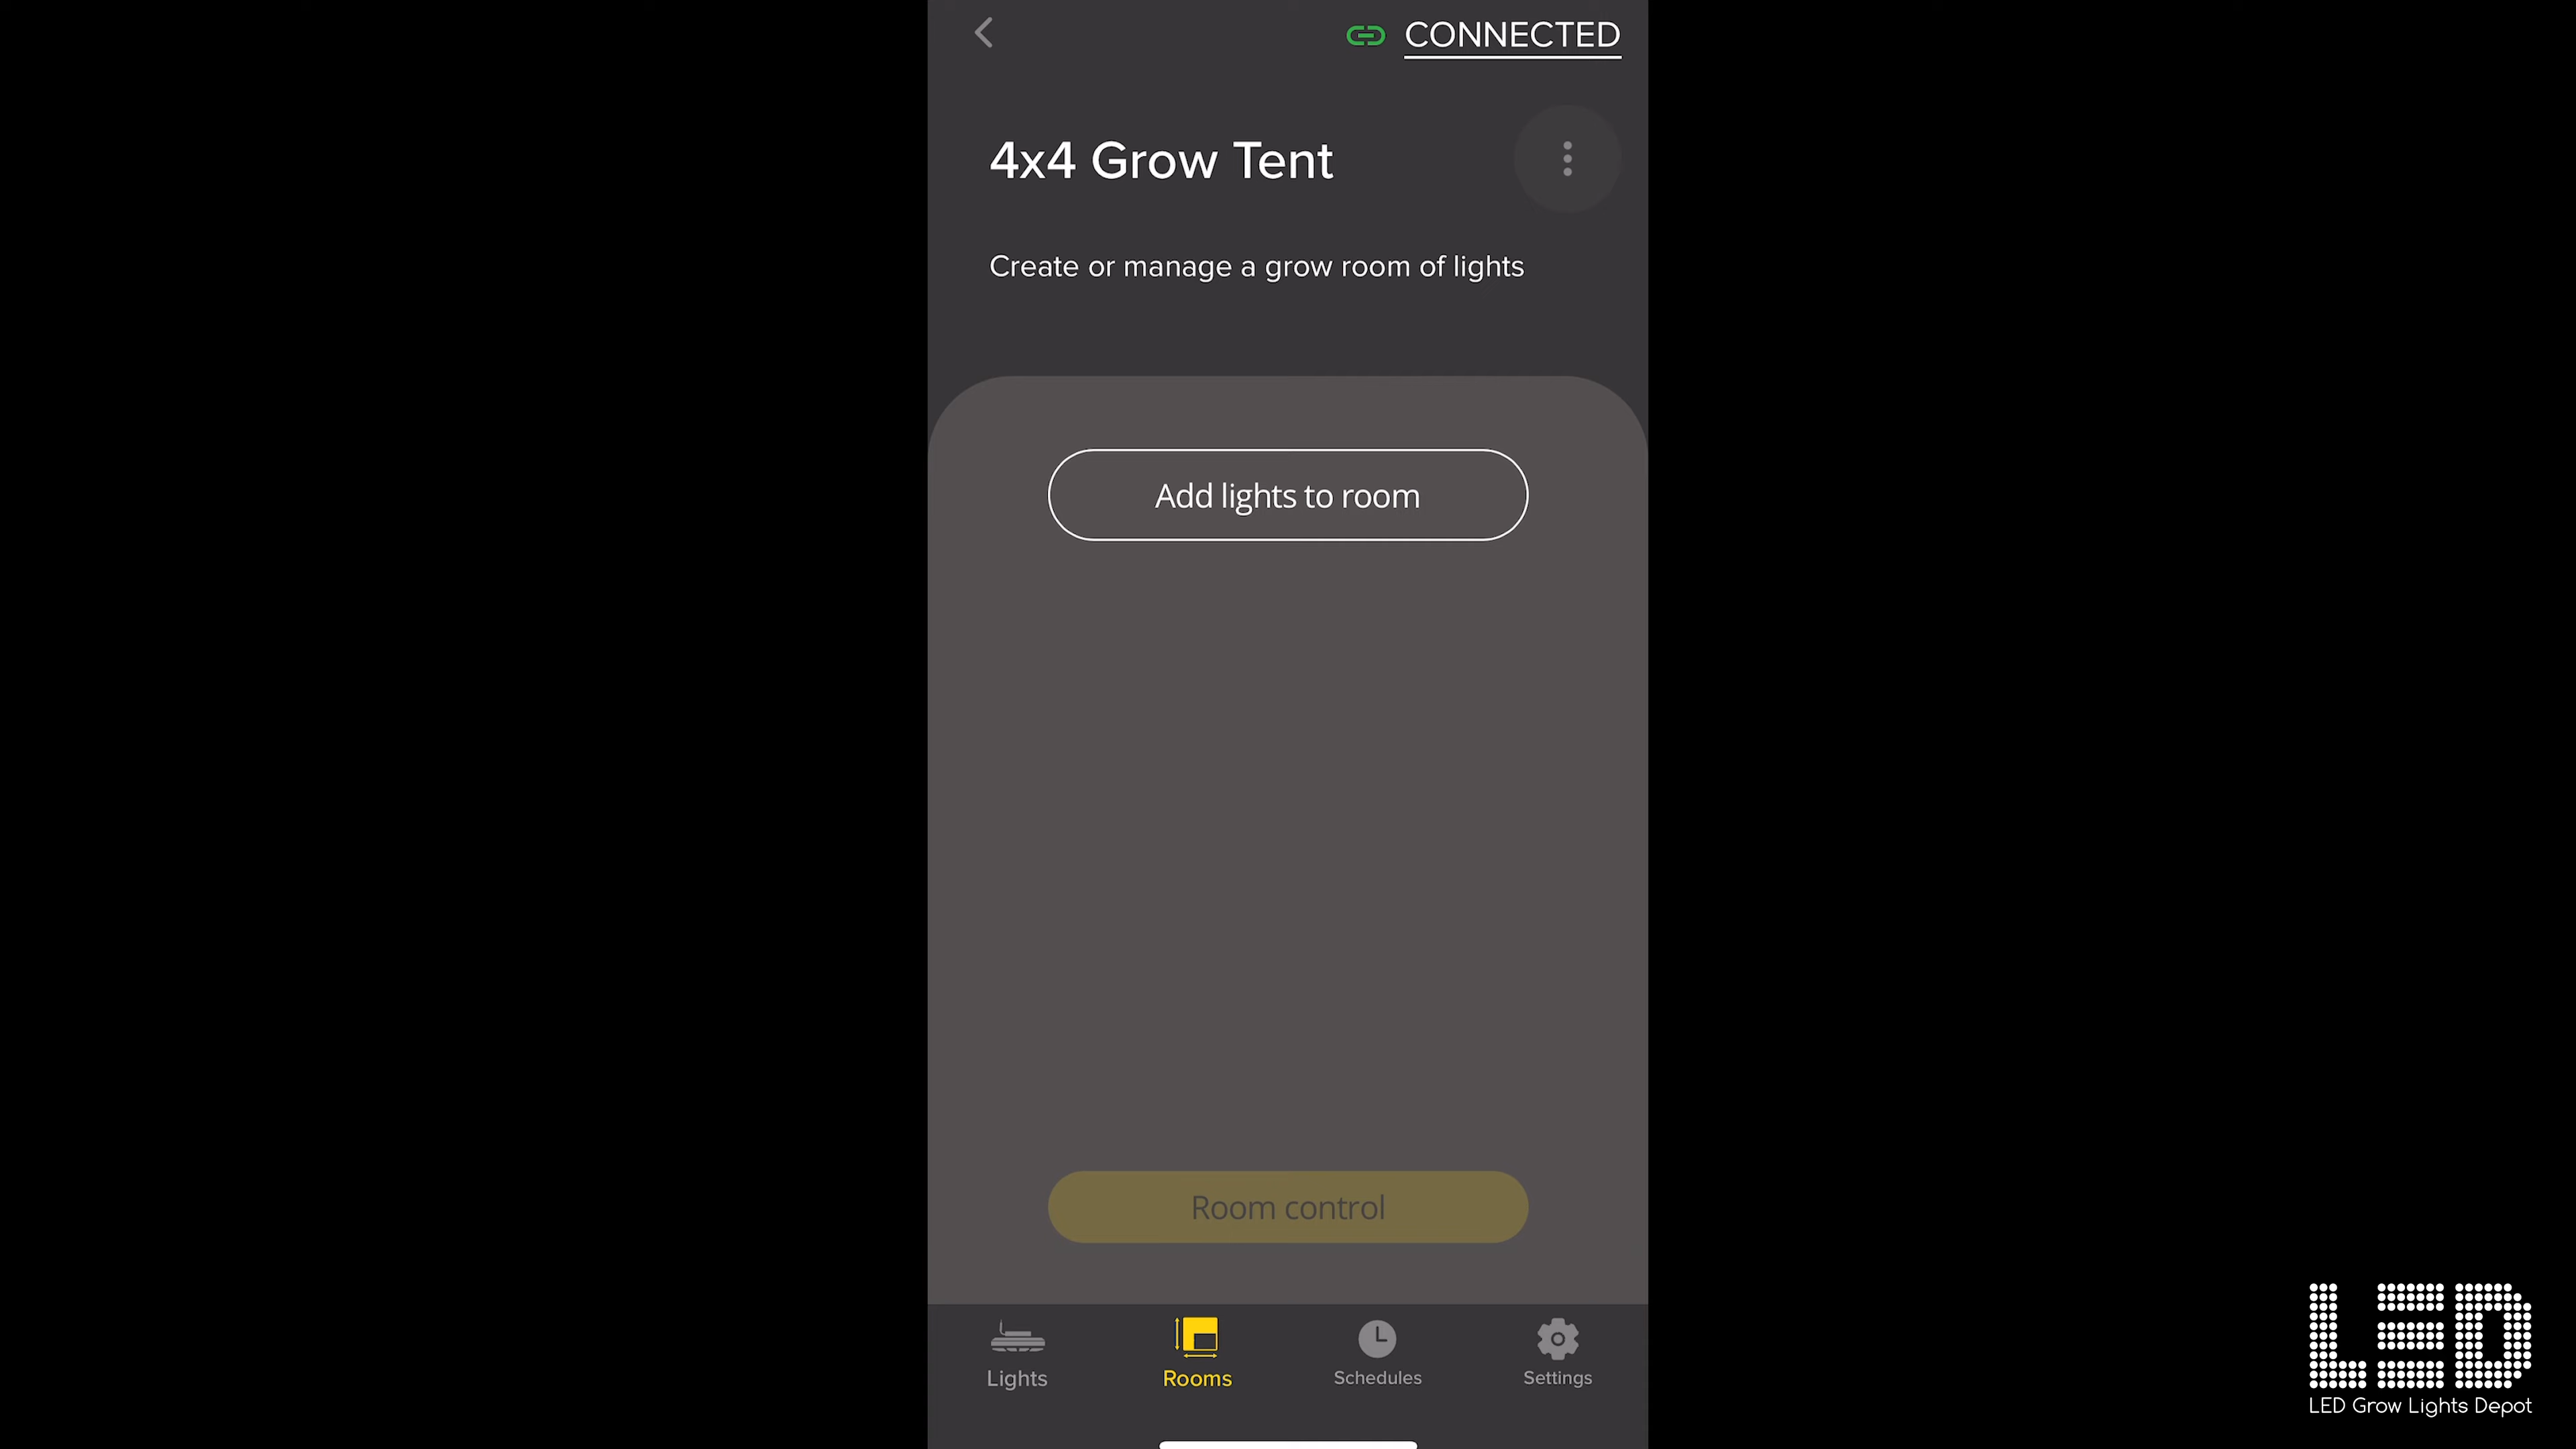 CONNECTED
4x4 Grow Tent
Create or manage a grow room of lights
Add lights to room
Room control
Lights
Rooms
Schedules
Settings
LED
LED Grow Lights Depot